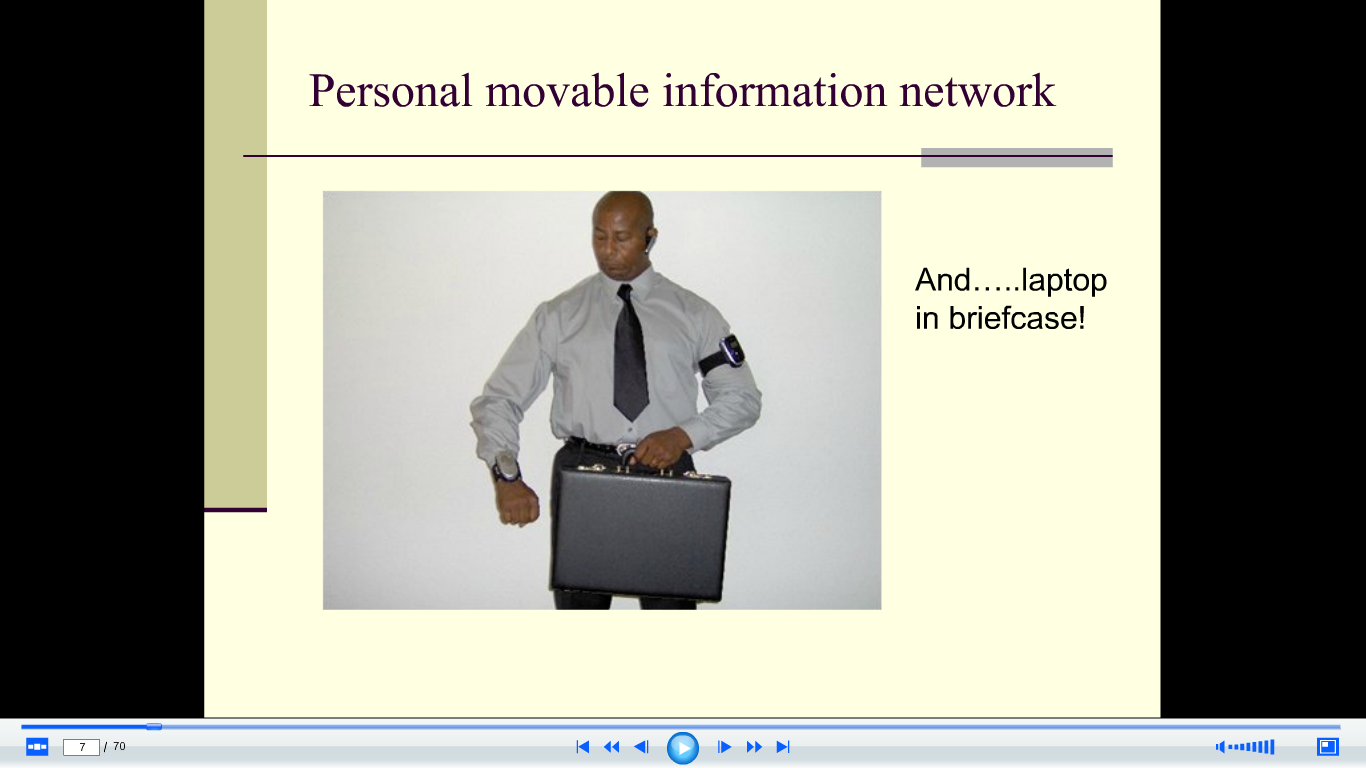 Personal movable information network
And…..laptop
in briefcase!
7 / 70